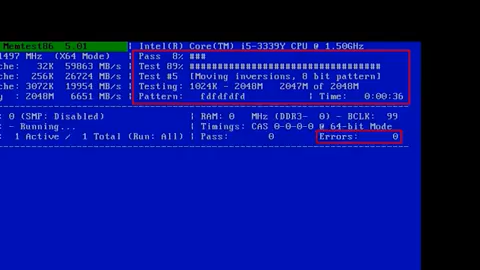 Memtest86 5.01 | Intel(R) Core(TM) i5-3339Y CPU @ 1.50GHz
1497 MHz (X64 Mode) | Pass 8% ###
che: 32K 59863 MB/s | Test 89% ####################################
che: 256K 26724 MB/s | Test #5 [Moving inversions, 8 bit pattern]
che: 3072K 19954 MB/s | Testing: 1024K - 2048M 2047M of 2048M
y : 2048M 6651 MB/s | Pattern: fdfdfdfd | Time: 0:00:36
: 0 (SMP: Disabled) | RAM: 0 MHz (DDR3- 0) - BCLK: 99
- Running... | Timings: CAS 0-0-0-0 @ 64-bit Mode
: 1 Active / 1 Total (Run: All) | Pass: 0 Errors: 0